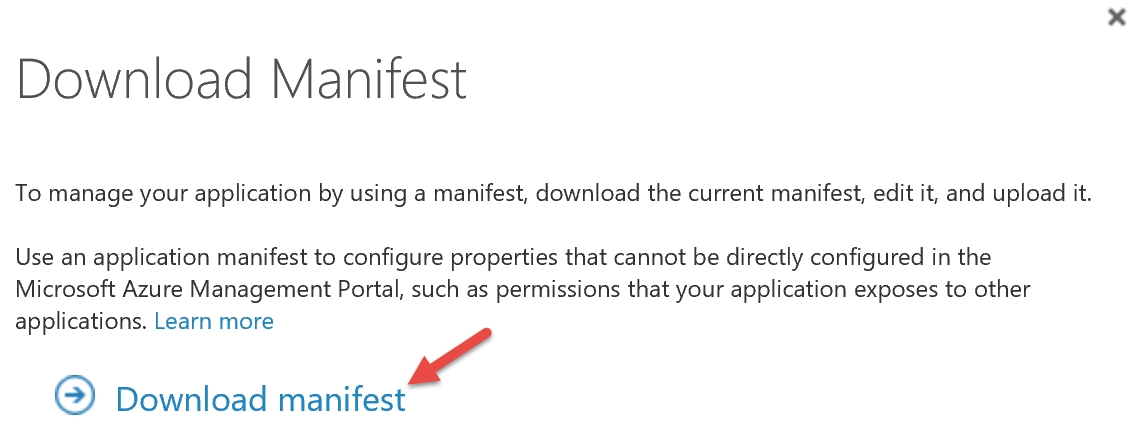 Download Manifest
To manage your application by using a manifest, download the current manifest, edit it, and upload it.
Use an application manifest to configure properties that cannot be directly configured in the
Microsoft Azure Management Portal, such as permissions that your application exposes to other
applications. Learn more
Download manifest